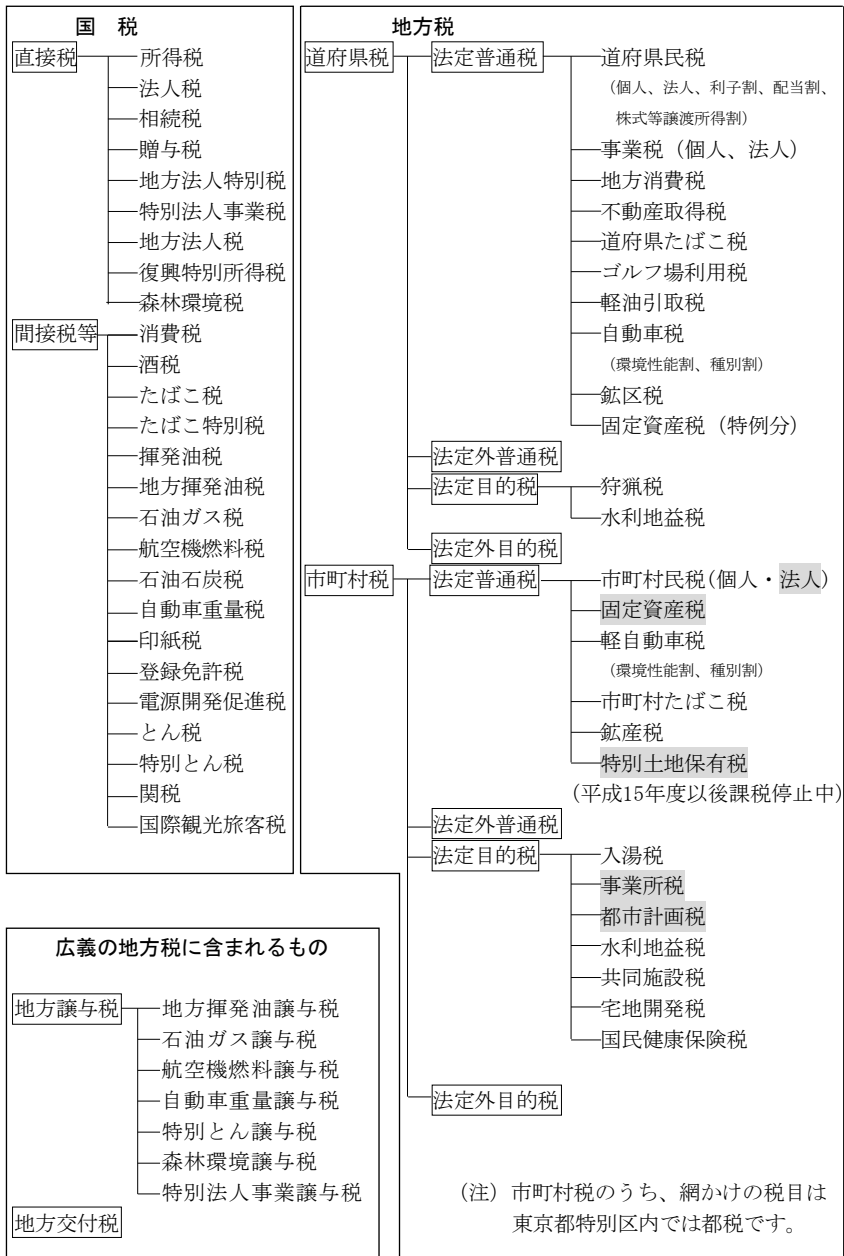 国 税
直接税
所得税
法人税
相続税
贈与税
地方法人特別税
特別法人事業税
地方法人税
復興特別所得税
森林環境税
間接税等
消費税
酒税
たばこ税
たばこ特別税
揮発油税
地方揮発油税
石油ガス税
航空機燃料税
石油石炭税
自動車重量税
印紙税
登録免許税
電源開発促進税
とん税
特別とん税
関税
国際観光旅客税
地方税
道府県税
法定普通税
道府県民税
(個人、法人、利子割、配当割、
株式等譲渡所得割)
事業税(個人、法人)
地方消費税
不動産取得税
道府県たばこ税
ゴルフ場利用税
軽油引取税
自動車税
(環境性能割、種別割)
鉱区税
固定資産税(特例分)
法定外普通税
法定目的税
狩猟税
水利地益税
法定外目的税
市町村税
法定普通税
市町村民税(個人・法人)
固定資産税
軽自動車税
(環境性能割、種別割)
市町村たばこ税
鉱産税
特別土地保有税
(平成15年度以後課税停止中)
法定外普通税
法定目的税
入湯税
事業所税
都市計画税
水利地益税
共同施設税
宅地開発税
国民健康保険税
法定外目的税
(注) 市町村税のうち、網かけの税目は
東京都特別区内では都税です。
広義の地方税に含まれるもの
地方譲与税
地方揮発油譲与税
石油ガス譲与税
航空機燃料譲与税
自動車重量譲与税
特別とん譲与税
森林環境譲与税
特別法人事業譲与税
地方交付税